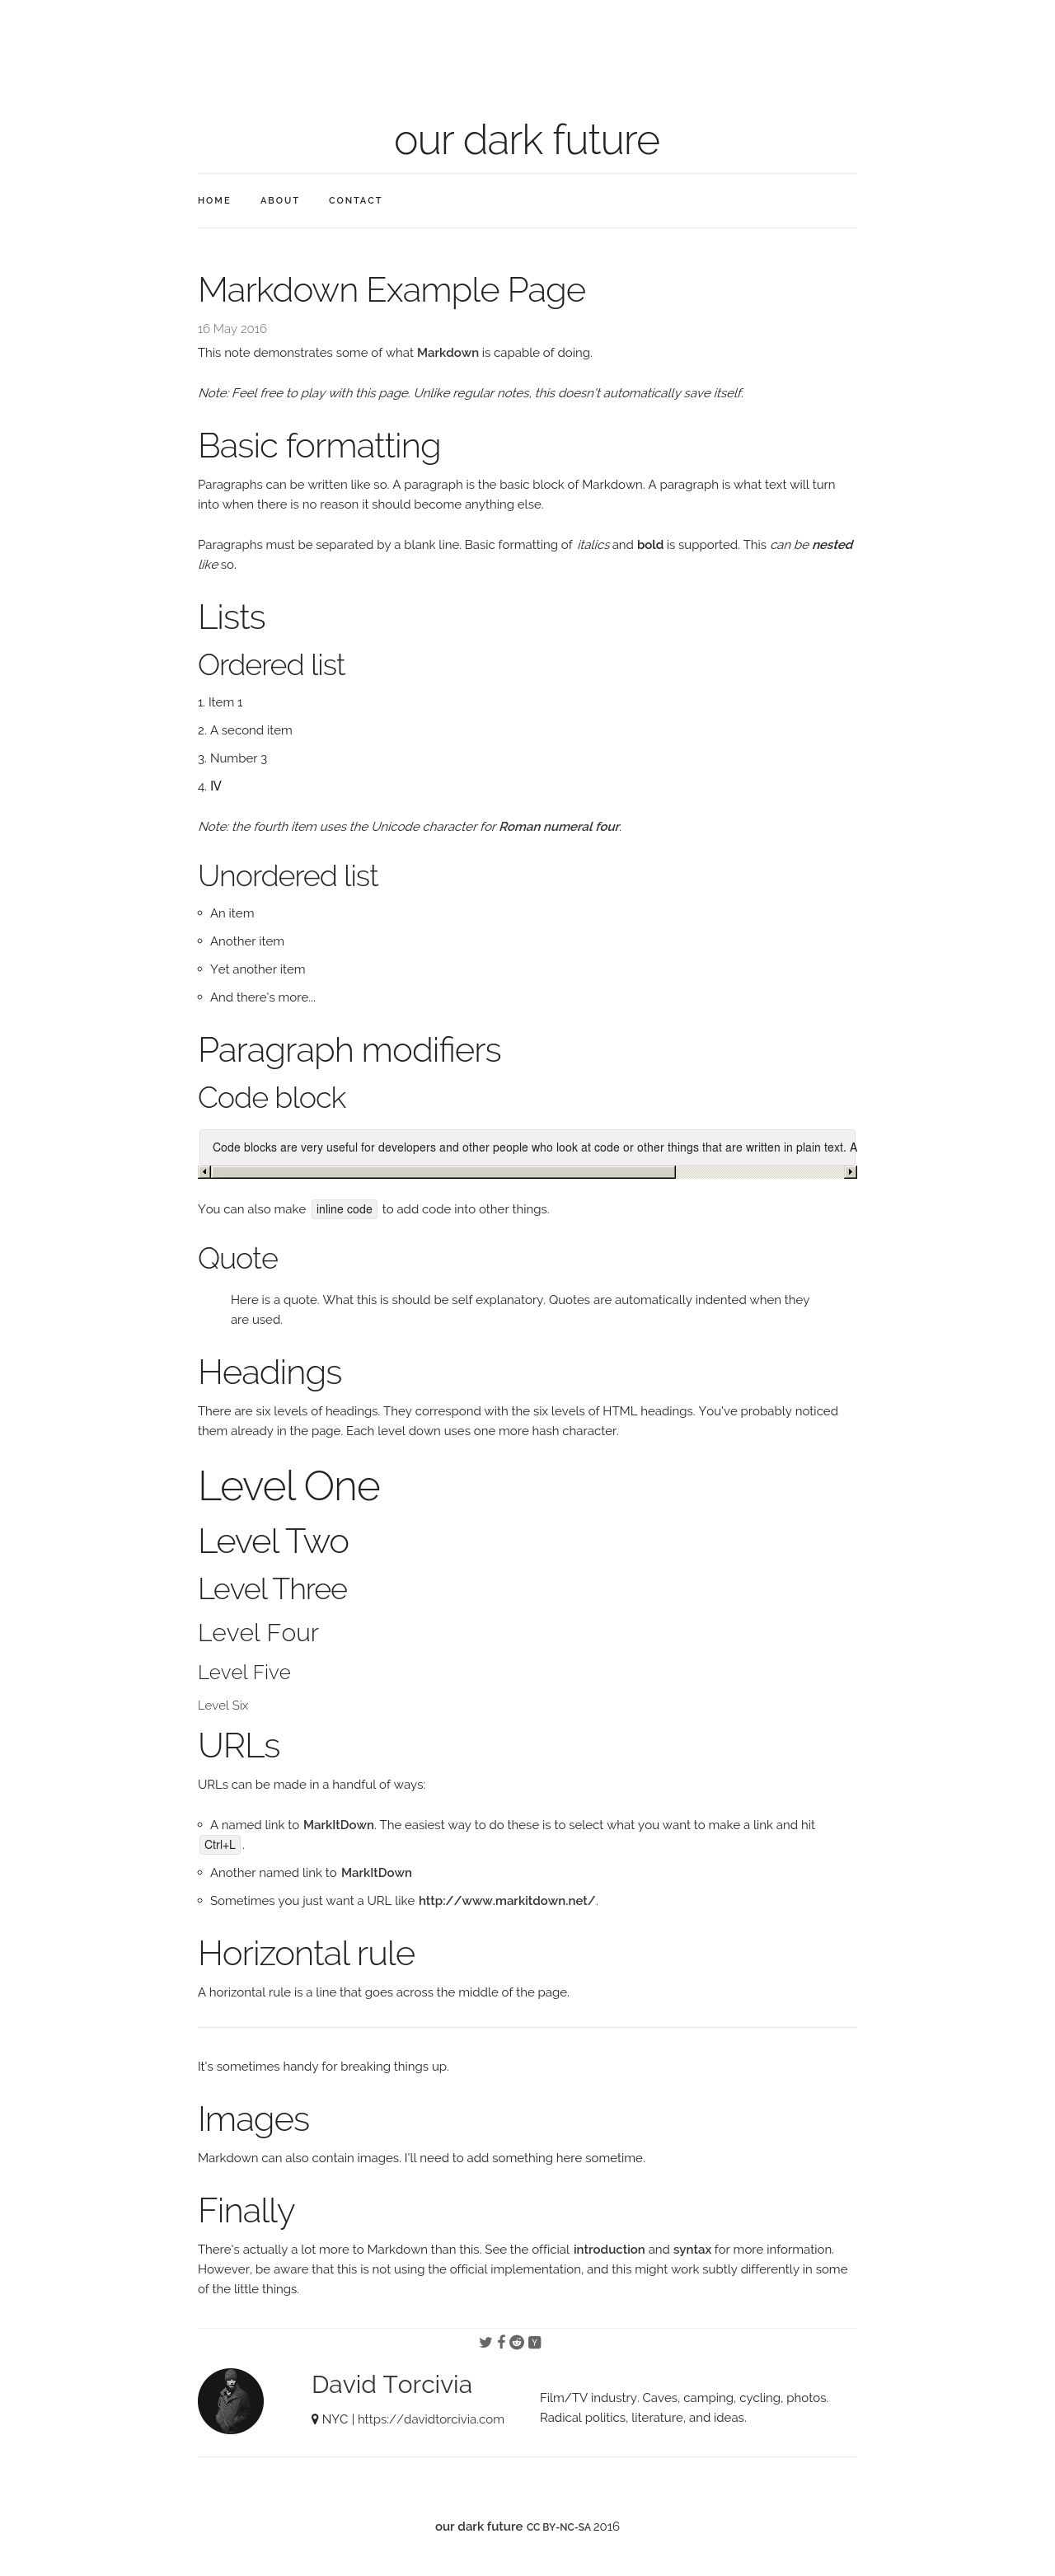 our dark future
HOME ABOUT CONTACT
Markdown Example Page
16 May 2016
This note demonstrates some of what Markdown is capable of doing.
Note: Feel free to play with this page. Unlike regular notes, this doesn't automatically save itself.
Basic formatting
Paragraphs can be written like so. A paragraph is the basic block of Markdown. A paragraph is what text will turn
into when there is no reason it should become anything else.
Paragraphs must be separated by a blank line. Basic formatting of italics and bold is supported. This can be nested
like so.
Lists
Ordered list
1. Item 1
2. A second item
3. Number 3
4. Ⅳ
Note: the fourth item uses the Unicode character for Roman numeral four.
Unordered list
An item
Another item
Yet another item
And there's more...
Paragraph modifiers
Code block
Code blocks are very useful for developers and other people who look at code or other things that are written in plain text. A
You can also make inline code to add code into other things.
Quote
Here is a quote. What this is should be self explanatory. Quotes are automatically indented when they
are used.
Headings
There are six levels of headings. They correspond with the six levels of HTML headings. You've probably noticed
them already in the page. Each level down uses one more hash character.
Level One
Level Two
Level Three
Level Four
Level Five
Level Six
URLs
URLs can be made in a handful of ways:
A named link to MarkItDown. The easiest way to do these is to select what you want to make a link and hit
Ctrl+L .
Another named link to MarkItDown
Sometimes you just want a URL like http://www.markitdown.net/.
Horizontal rule
A horizontal rule is a line that goes across the middle of the page.
It's sometimes handy for breaking things up.
Images
Markdown can also contain images. I'll need to add something here sometime.
Finally
There's actually a lot more to Markdown than this. See the official introduction and syntax for more information.
However, be aware that this is not using the official implementation, and this might work subtly differently in some
of the little things.
David Torcivia
NYC | https://davidtorcivia.com
Film/TV industry. Caves, camping, cycling, photos.
Radical politics, literature, and ideas.
our dark future CC BY-NC-SA 2016